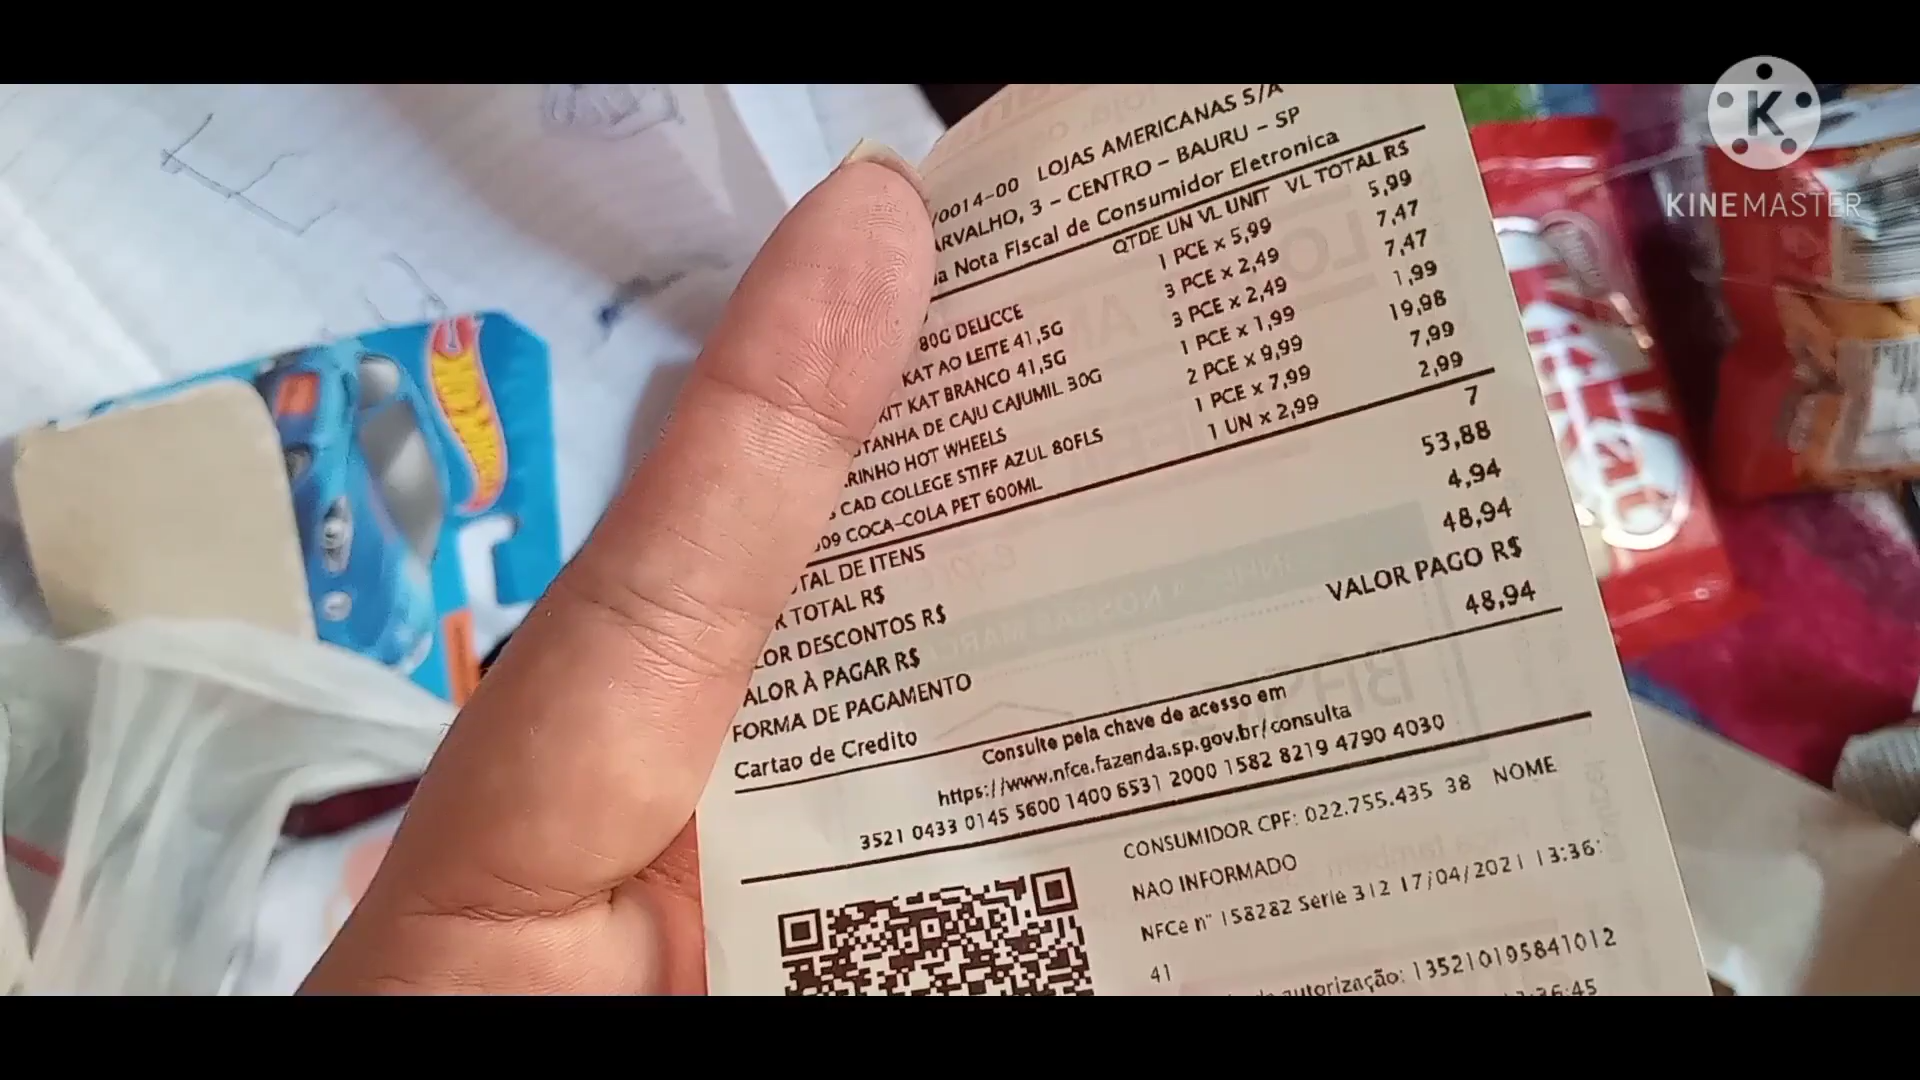 K
KINEMASTER
/0014-00 LOJAS AMERICANAS S/A
ARVALHO, 3 - CENTRO - BAURU - SP
Nota Fiscal de Consumidor Eletronica
QTDE UN VL UNIT VL TOTAL R$
80G DELICCE 1 PCE x 5,99 5,99
KAT AO LEITE 41,5G 3 PCE x 2,49 7,47
KIT KAT BRANCO 41,5G 3 PCE x 2,49 7,47
TANHA DE CAJU CAJUMIL 30G 1 PCE x 1,99 1,99
RINHO HOT WHEELS 2 PCE x 9,99 19,98
CAD COLLEGE STIFF AZUL 80FLS 1 PCE x 7,99 7,99
09 COCA-COLA PET 600ML 1 UN x 2,99 2,99
TAL DE ITENS 7
R TOTAL R$ 53,88
LOR DESCONTOS R$ 4,94
ALOR À PAGAR R$ 48,94
FORMA DE PAGAMENTO VALOR PAGO R$
Cartao de Credito 48,94
Consulte pela chave de acesso em
https://www.nfce.fazenda.sp.gov.br/consulta
3521 0433 0145 5600 1400 6531 2000 1582 8219 4790 4030
CONSUMIDOR CPF: 022.755.435 38 NOME
NAO INFORMADO
NFCe n° 158282 Serie 312 17/04/2021 13:36:
41
autorização: 135210195841012
:36:45